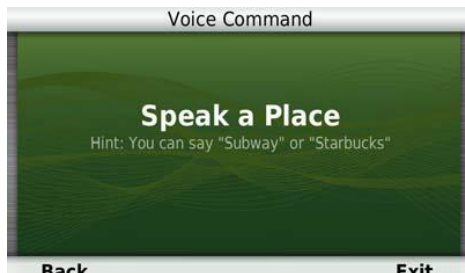 Voice Command
Speak a Place
Hint: You can say "Subway" or "Starbucks"
Back Exit